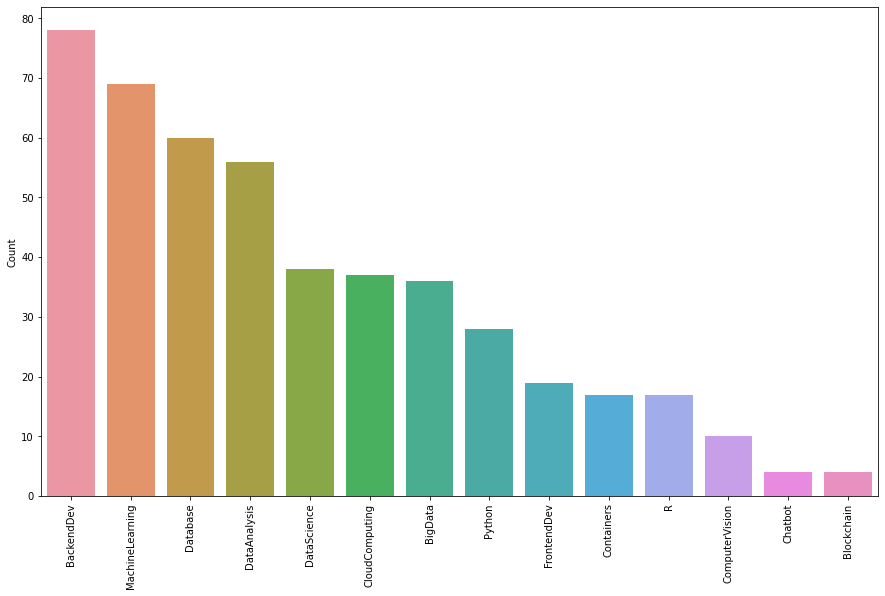 80
70
60
50
40
30
20
10
0
Count
BackendDev
MachineLearning
Database
DataAnalysis
DataScience
CloudComputing
BigData
Python
FrontendDev
Containers
R
ComputerVision
Chatbot
Blockchain